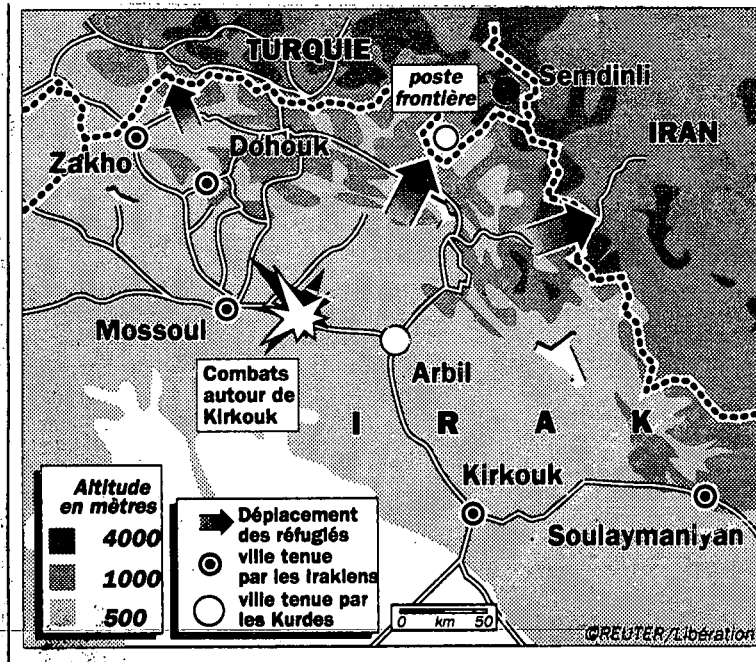 TURQUIE
poste
frontière
Semdinli
IRAN
Zakho
Dohouk
Mossoul
Combats
autour de
Kirkouk
Arbil
I R A K
Kirkouk
Soulaymaniyan
Altitude
en mètres
4000
1000
500
Déplacement
des réfugiés
ville tenue
par les Irakiens
ville tenue par
les Kurdes
0 km 50
©REUTER/Libération